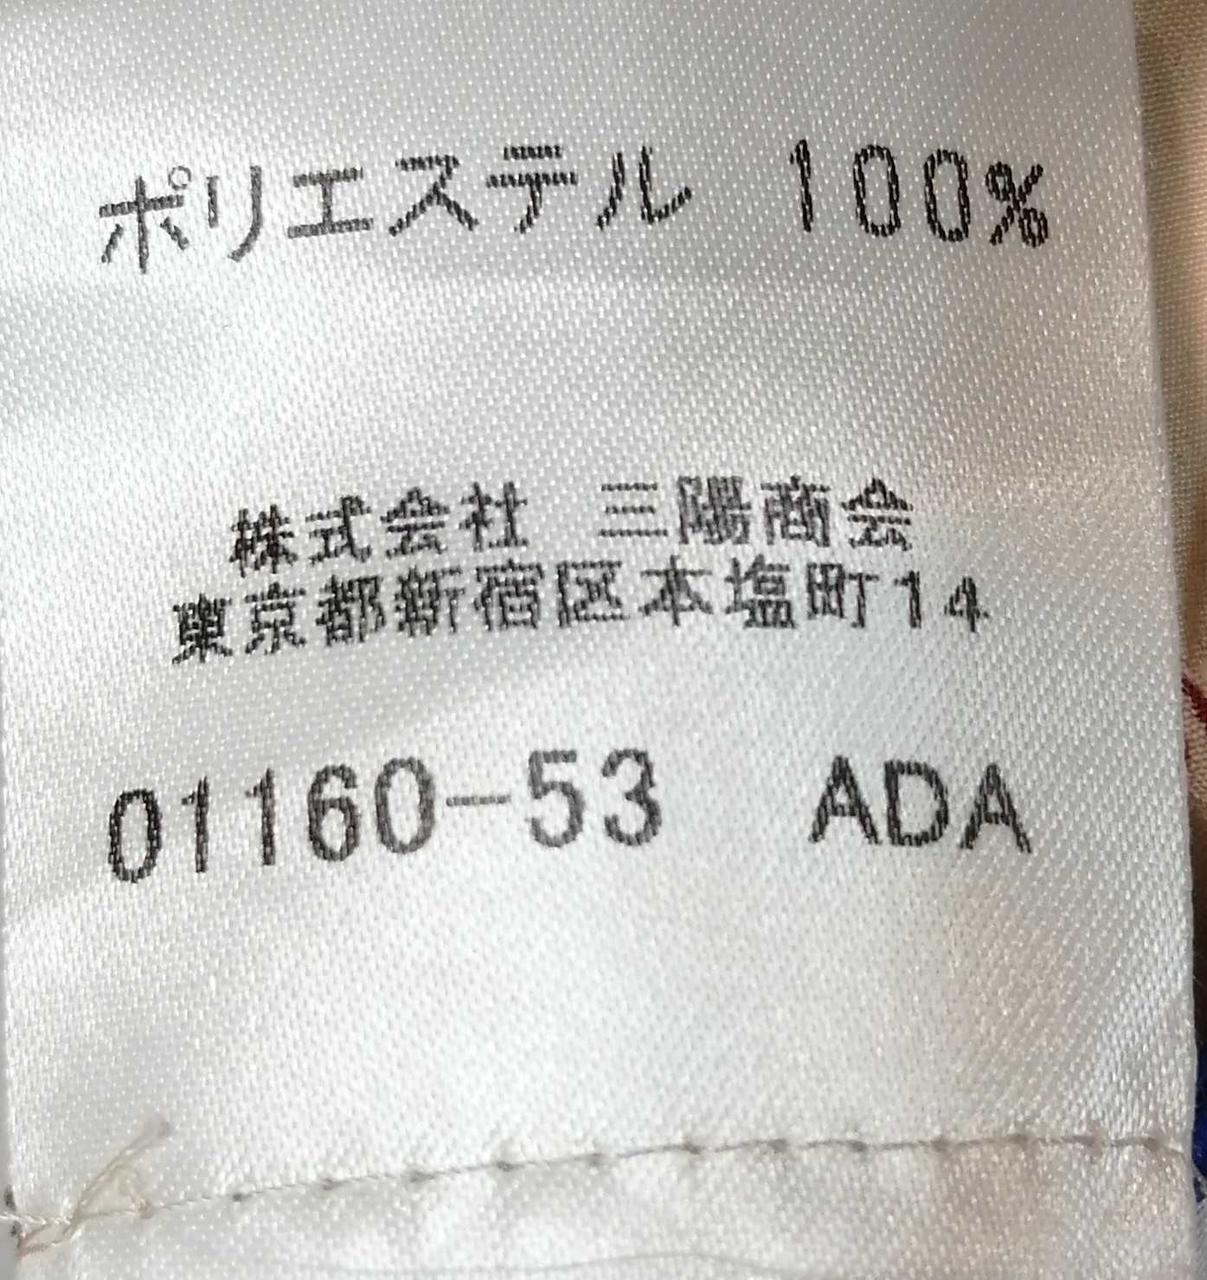 ポリエステル 100%
株式会社 三陽商会
東京都新宿区本塩町14
01160-53 ADA